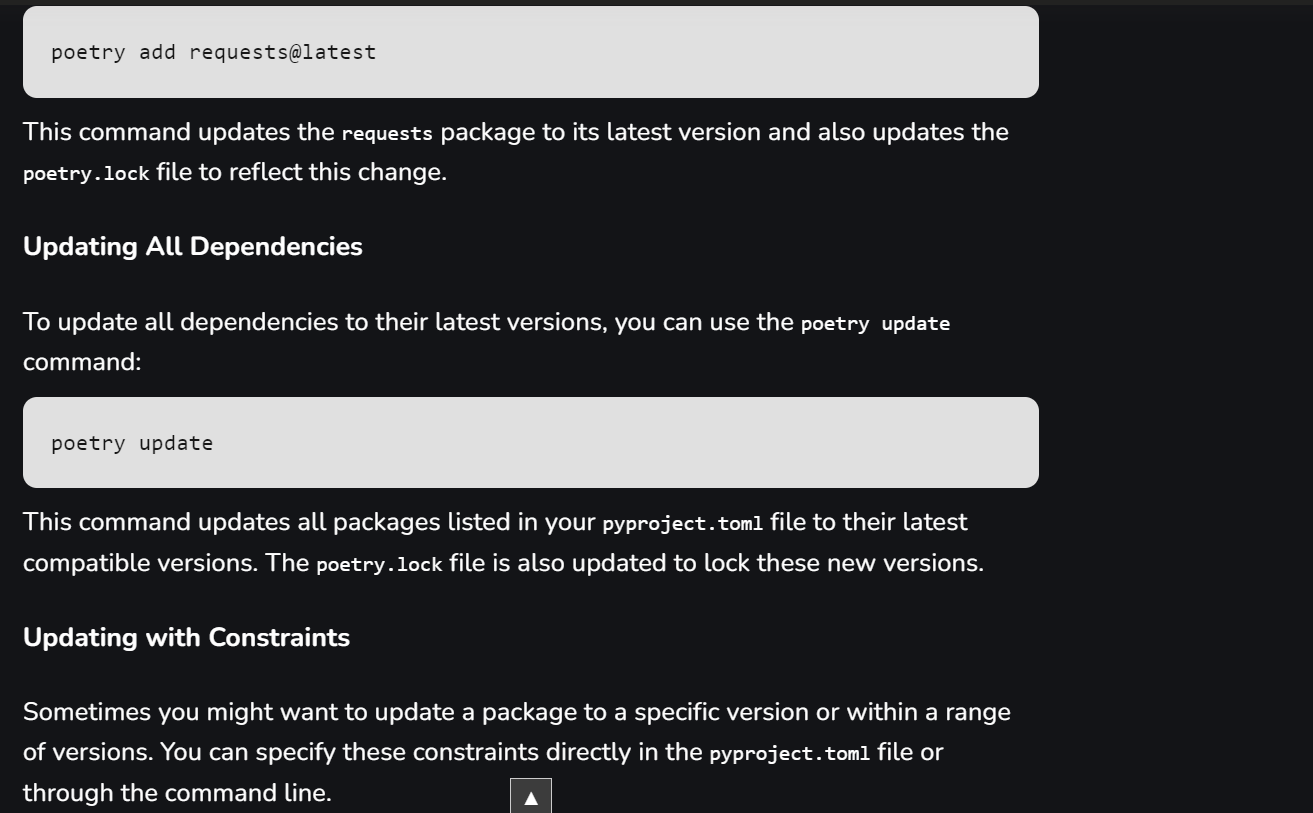 poetry add requests@latest
This command updates the requests package to its latest version and also updates the
poetry.lock file to reflect this change.
Updating All Dependencies
To update all dependencies to their latest versions, you can use the poetry update
command:
poetry update
This command updates all packages listed in your pyproject.toml file to their latest
compatible versions. The poetry.lock file is also updated to lock these new versions.
Updating with Constraints
Sometimes you might want to update a package to a specific version or within a range
of versions. You can specify these constraints directly in the pyproject.toml file or
through the command line.